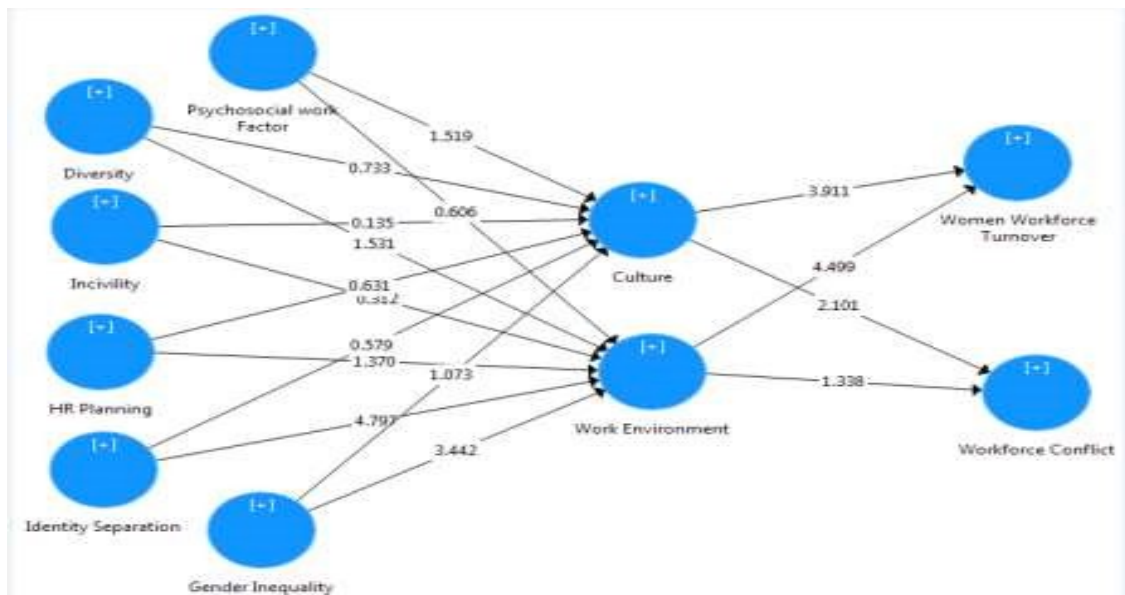 [+]
Psychosocial work
Factor
[+]
Diversity
[+]
Incivility
[+]
HR Planning
[+]
Identity Separation
[+]
Gender Inequality
1.519
0.733
0.606
0.135
1.531
0.631
0.312
0.579
1.370
1.073
4.797
3.442
[+]
Culture
[+]
Work Environment
3.911
4.499
2.101
1.338
[+]
Women Workforce
Turnover
[+]
Workforce Conflict